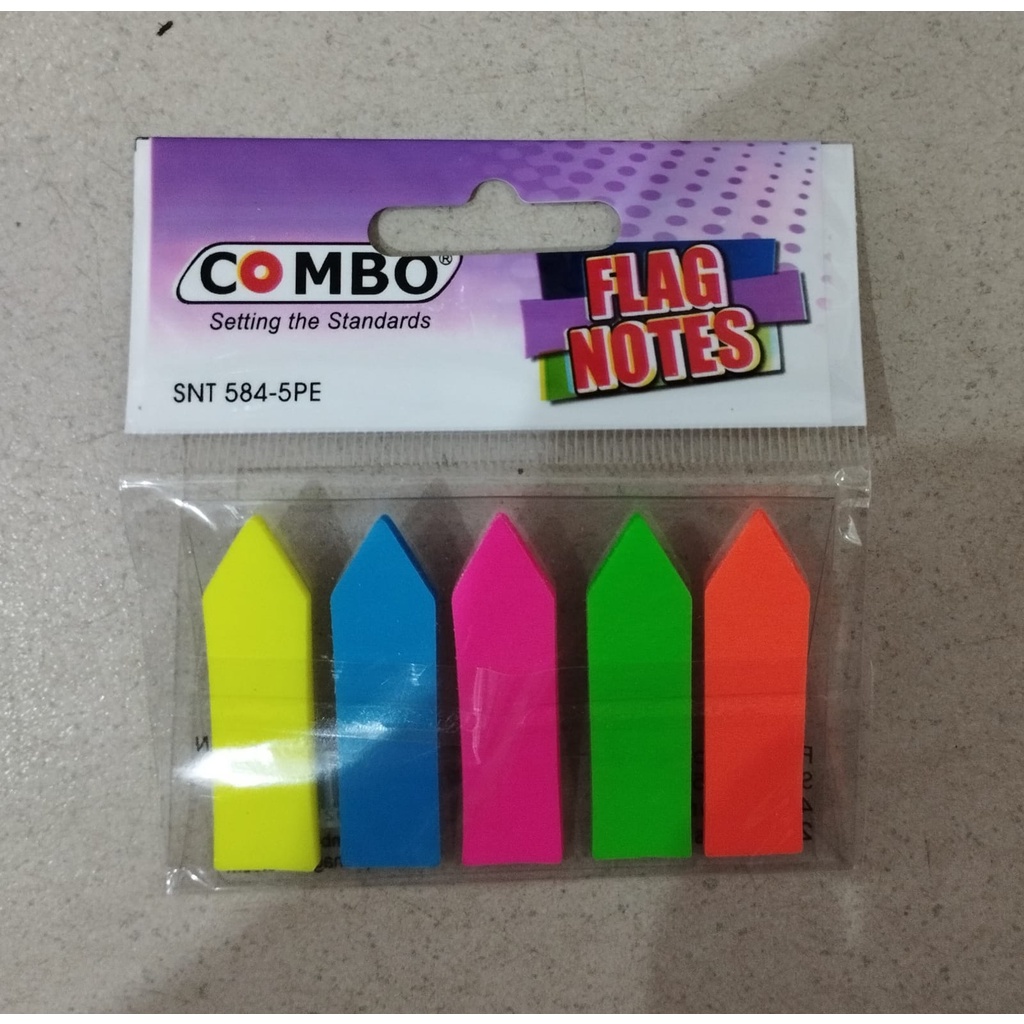 COMBO®
Setting the Standards
FLAG
NOTES
SNT 584-5PE